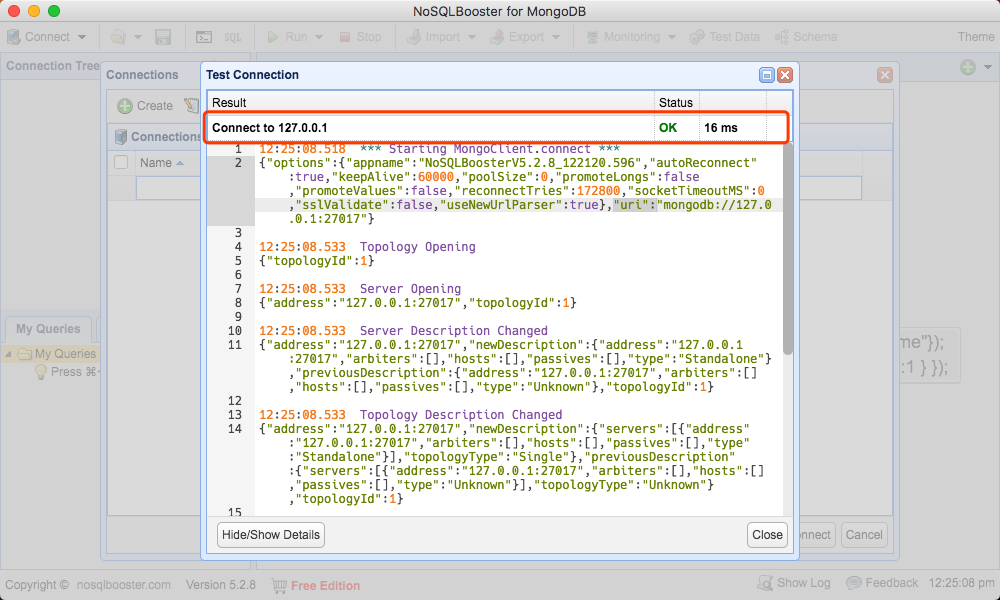 NoSQLBooster for MongoDB
Connect
SQL
Run
Stop
Import
Export
Monitoring
Test Data
Schema
Theme
Connection Tree
Connections
Create
Connections
Name
Test Connection
Result Status
Connect to 127.0.0.1 OK 16 ms
1 12:25:08.518 *** Starting MongoClient.connect ***
2 {"options":{"appname":"NoSQLBoosterV5.2.8_122120.596","autoReconnect"
:true,"keepAlive":60000,"poolSize":0,"promoteLongs":false
,"promoteValues":false,"reconnectTries":172800,"socketTimeoutMS":0
,"sslValidate":false,"useNewUrlParser":true},"uri":"mongodb://127.0
.0.1:27017"}
3
4 12:25:08.533 Topology Opening
5 {"topologyId":1}
6
7 12:25:08.533 Server Opening
8 {"address":"127.0.0.1:27017","topologyId":1}
9
10 12:25:08.533 Server Description Changed
11 {"address":"127.0.0.1:27017","newDescription":{"address":"127.0.0.1
:27017","arbiters":[],"hosts":[],"passives":[],"type":"Standalone"}
,"previousDescription":{"address":"127.0.0.1:27017","arbiters":[]
,"hosts":[],"passives":[],"type":"Unknown"},"topologyId":1}
12
13 12:25:08.533 Topology Description Changed
14 {"address":"127.0.0.1:27017","newDescription":{"servers":[{"address"
:"127.0.0.1:27017","arbiters":[],"hosts":[],"passives":[],"type"
:"Standalone"}],"topologyType":"Single"},"previousDescription"
:{"servers":[{"address":"127.0.0.1:27017","arbiters":[],"hosts":[]
,"passives":[],"type":"Unknown"}],"topologyType":"Unknown"}
,"topologyId":1}
15
Hide/Show Details
Close
My Queries
My Queries
Press ⌘-
me"});
:1 } });
nnect
Cancel
Copyright © nosqlbooster.com Version 5.2.8 Free Edition Show Log Feedback 12:25:08 pm